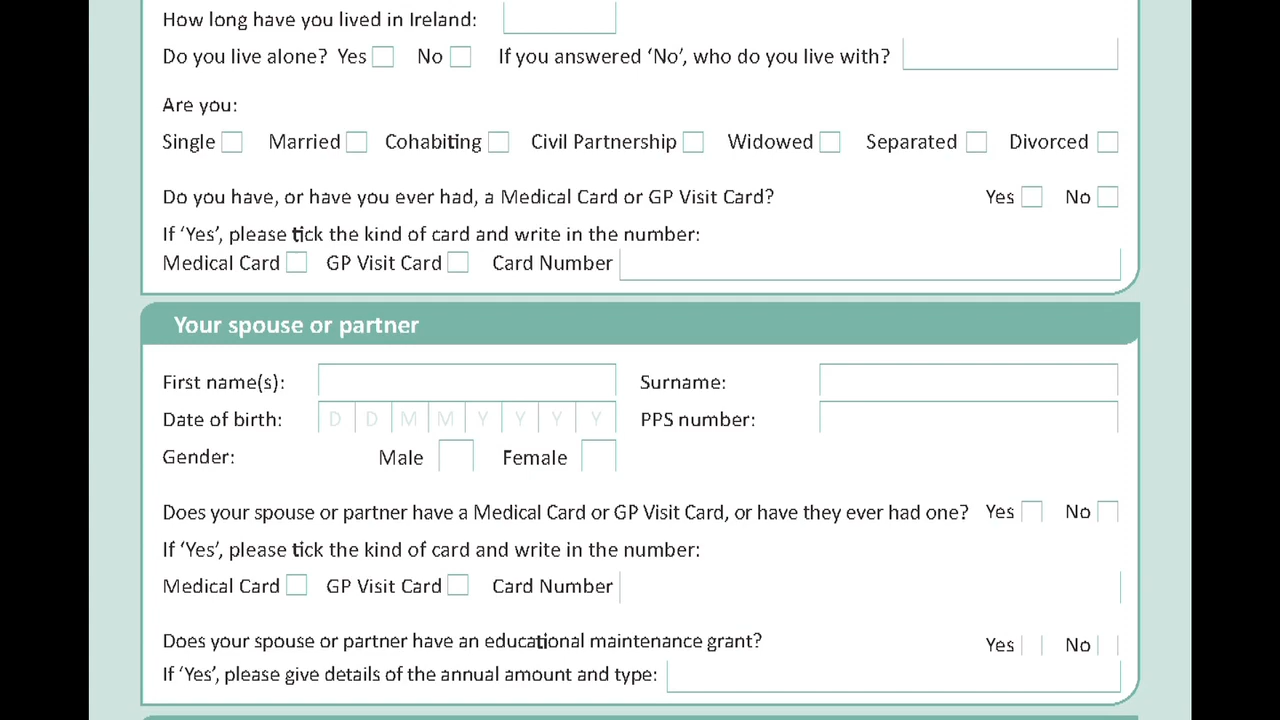 How long have you lived in Ireland:
Do you live alone? Yes No If you answered ‘No’, who do you live with?
Are you:
Single Married Cohabiting Civil Partnership Widowed Separated Divorced
Do you have, or have you ever had, a Medical Card or GP Visit Card? Yes No
If ‘Yes’, please tick the kind of card and write in the number:
Medical Card GP Visit Card Card Number
Your spouse or partner
First name(s): Surname:
Date of birth: D D M M Y Y Y Y PPS number:
Gender: Male Female
Does your spouse or partner have a Medical Card or GP Visit Card, or have they ever had one? Yes No
If ‘Yes’, please tick the kind of card and write in the number:
Medical Card GP Visit Card Card Number
Does your spouse or partner have an educational maintenance grant? Yes No
If ‘Yes’, please give details of the annual amount and type: